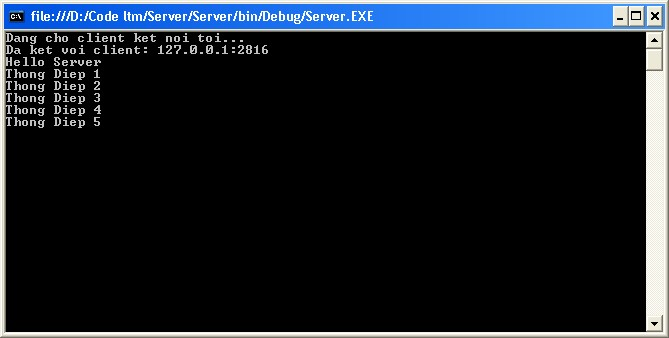 file:///D:/Code ltm/Server/Server/bin/Debug/Server.EXE
Dang cho client ket noi toi...
Da ket voi client: 127.0.0.1:2816
Hello Server
Thong Diep 1
Thong Diep 2
Thong Diep 3
Thong Diep 4
Thong Diep 5